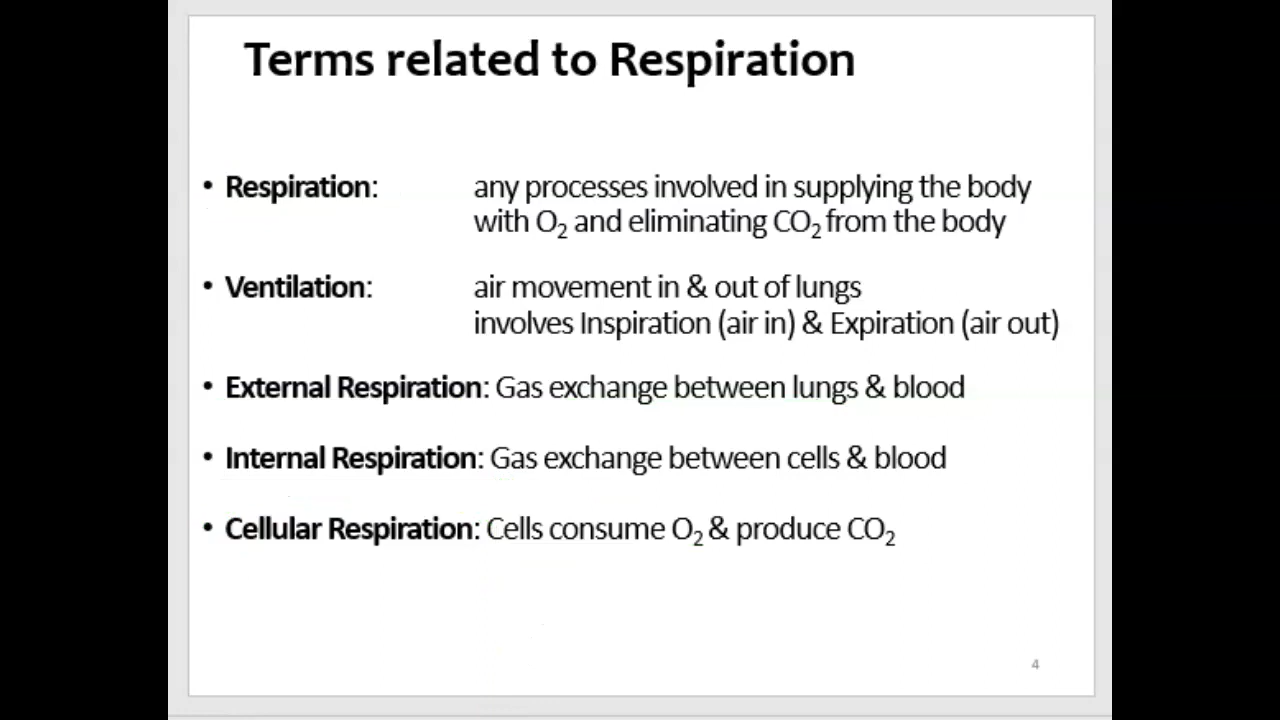 Terms related to Respiration
• Respiration: any processes involved in supplying the body
with O₂ and eliminating CO₂ from the body
• Ventilation: air movement in & out of lungs
involves Inspiration (air in) & Expiration (air out)
• External Respiration: Gas exchange between lungs & blood
• Internal Respiration: Gas exchange between cells & blood
• Cellular Respiration: Cells consume O₂ & produce CO₂
4